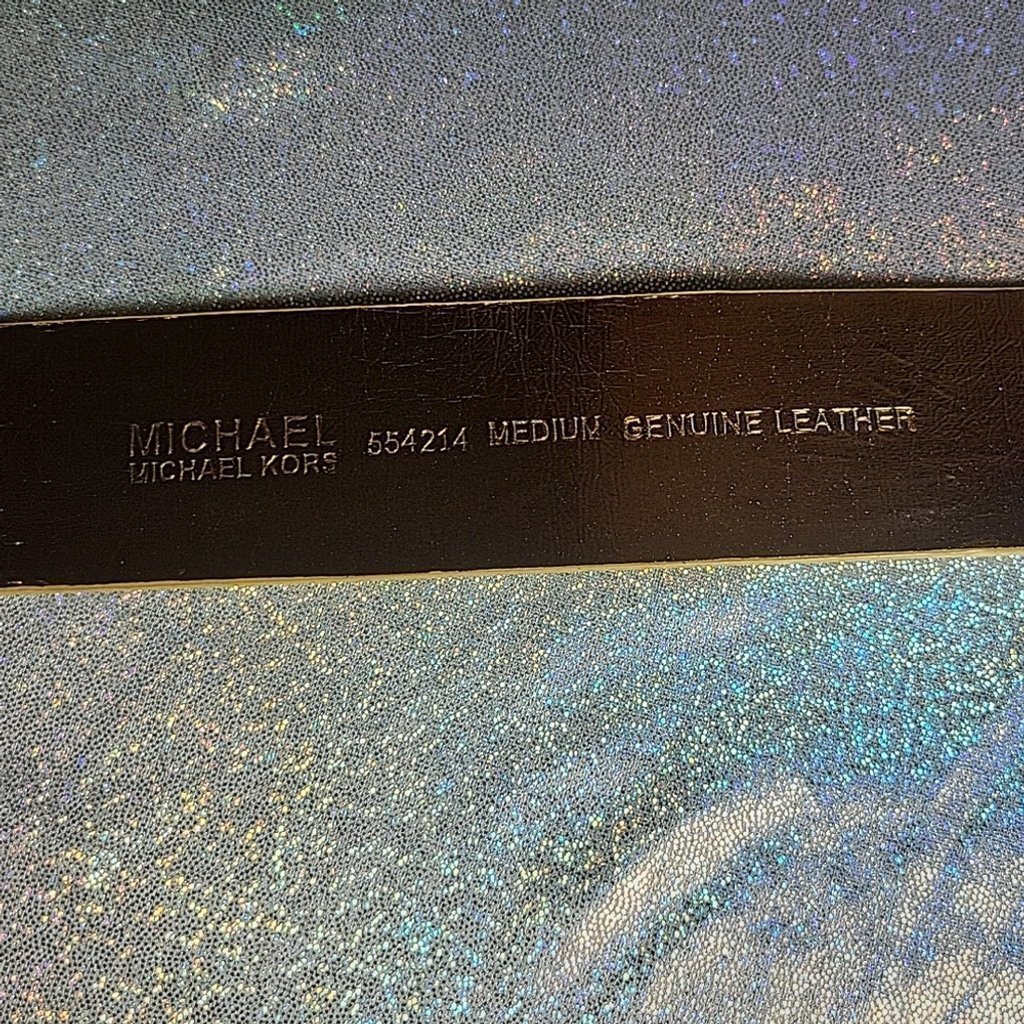 MICHAEL
MICHAEL KORS
554214 MEDIUM GENUINE LEATHER